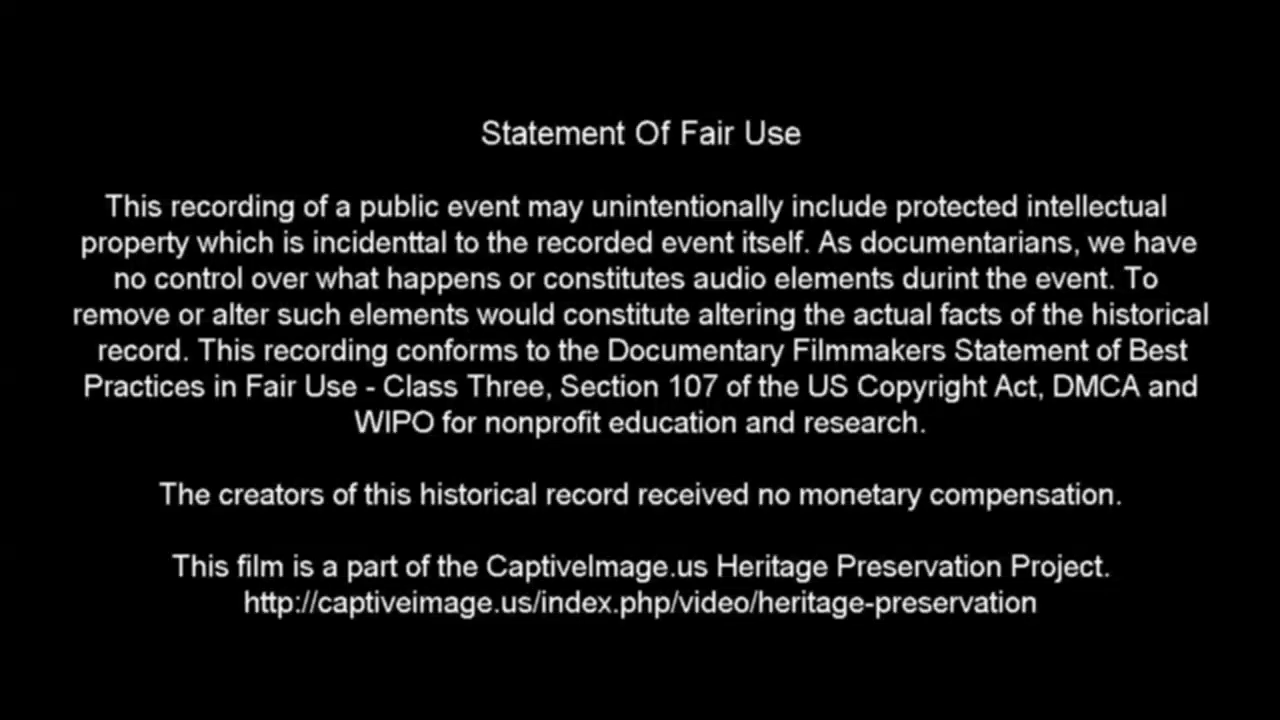 Statement Of Fair Use
This recording of a public event may unintentionally include protected intellectual
property which is incidenttal to the recorded event itself. As documentarians, we have
no control over what happens or constitutes audio elements durint the event. To
remove or alter such elements would constitute altering the actual facts of the historical
record. This recording conforms to the Documentary Filmmakers Statement of Best
Practices in Fair Use - Class Three, Section 107 of the US Copyright Act, DMCA and
WIPO for nonprofit education and research.
The creators of this historical record received no monetary compensation.
This film is a part of the CaptiveImage.us Heritage Preservation Project.
http://captiveimage.us/index.php/video/heritage-preservation